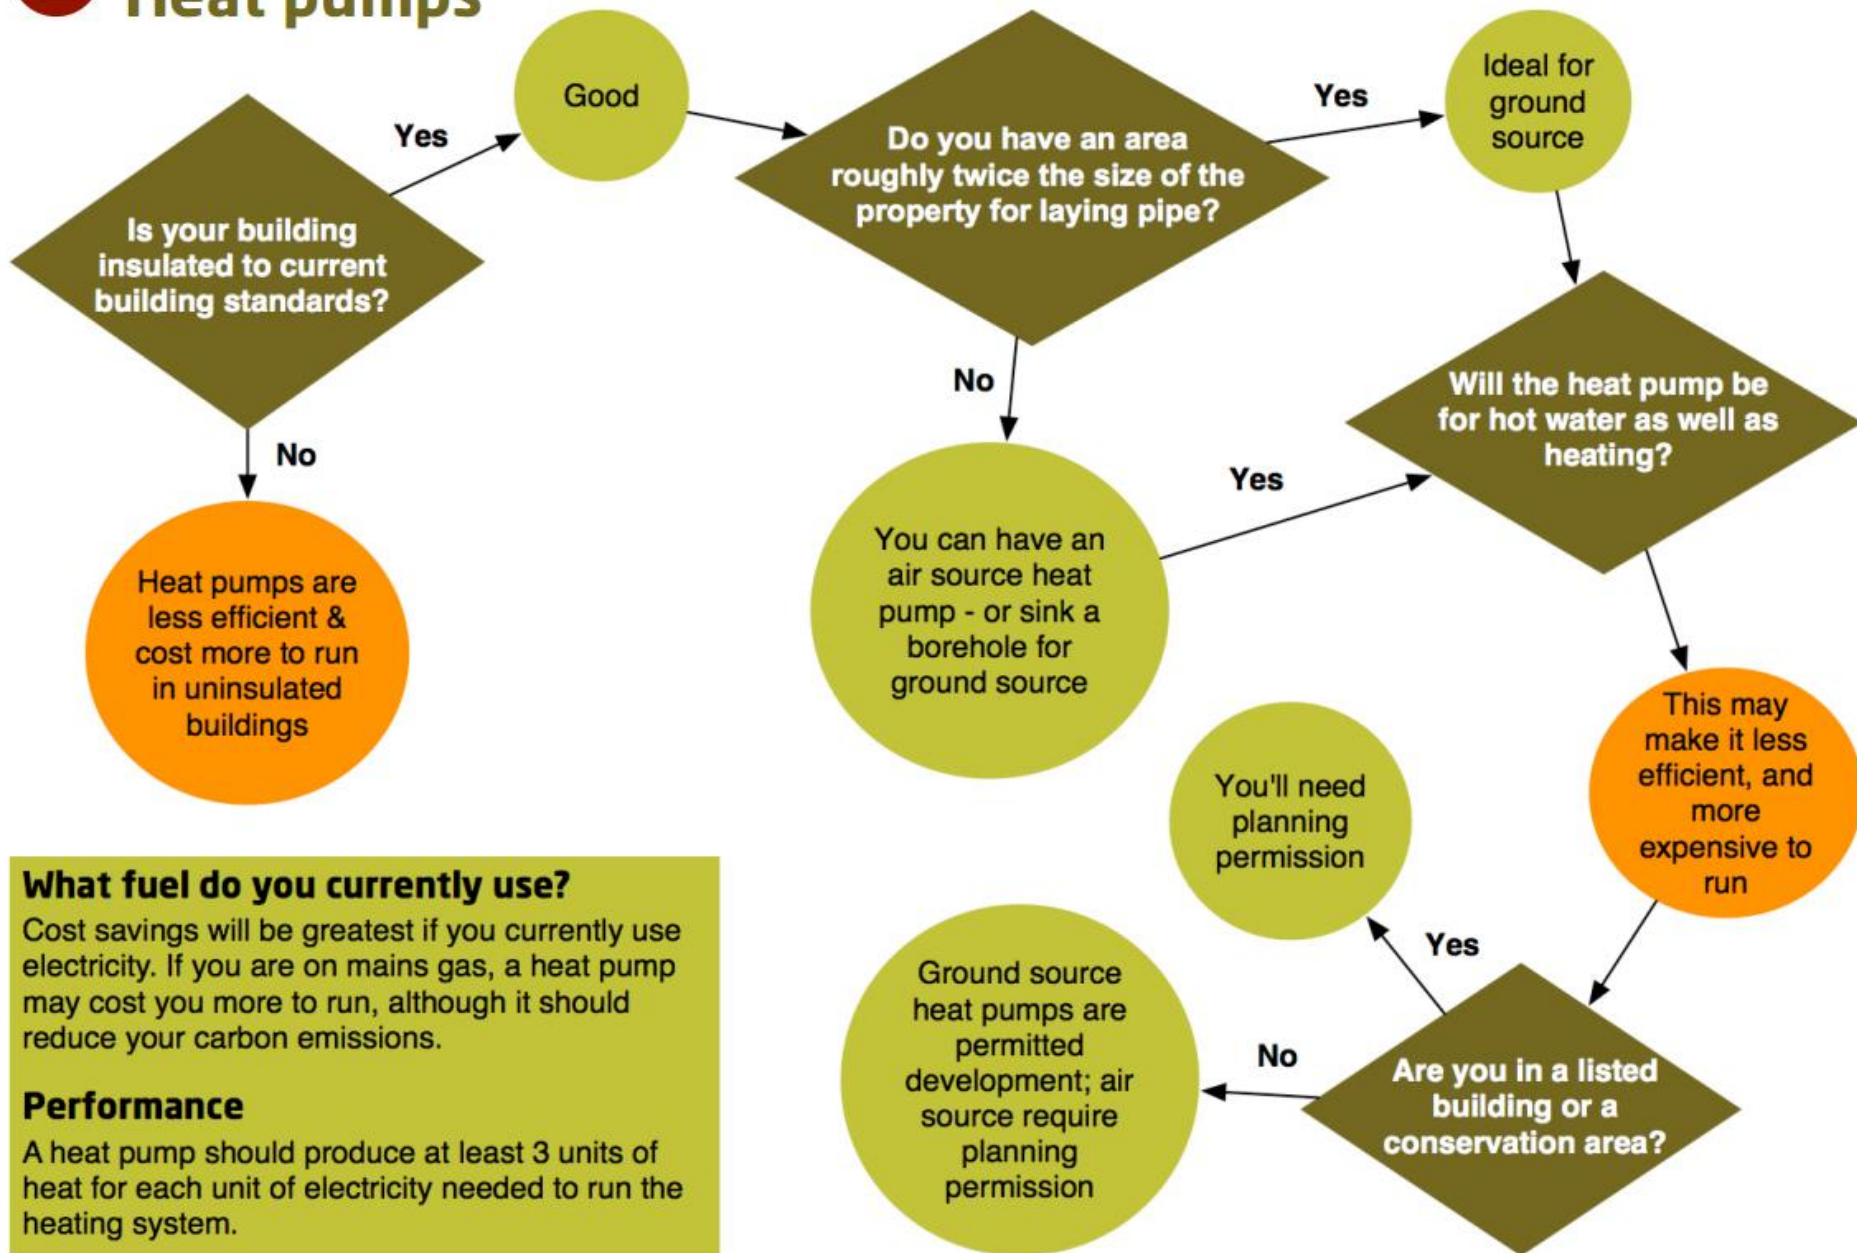 Heat pumps
Is your building
insulated to current
building standards?
Yes
Good
No
Heat pumps are
less efficient &
cost more to run
in uninsulated
buildings
Do you have an area
roughly twice the size of the
property for laying pipe?
Yes
Ideal for
ground
source
No
You can have an
air source heat
pump - or sink a
borehole for
ground source
Yes
Will the heat pump be
for hot water as well as
heating?
This may
make it less
efficient, and
more
expensive to
run
Are you in a listed
building or a
conservation area?
Yes
You'll need
planning
permission
No
Ground source
heat pumps are
permitted
development; air
source require
planning
permission
What fuel do you currently use?
Cost savings will be greatest if you currently use
electricity. If you are on mains gas, a heat pump
may cost you more to run, although it should
reduce your carbon emissions.
Performance
A heat pump should produce at least 3 units of
heat for each unit of electricity needed to run the
heating system.